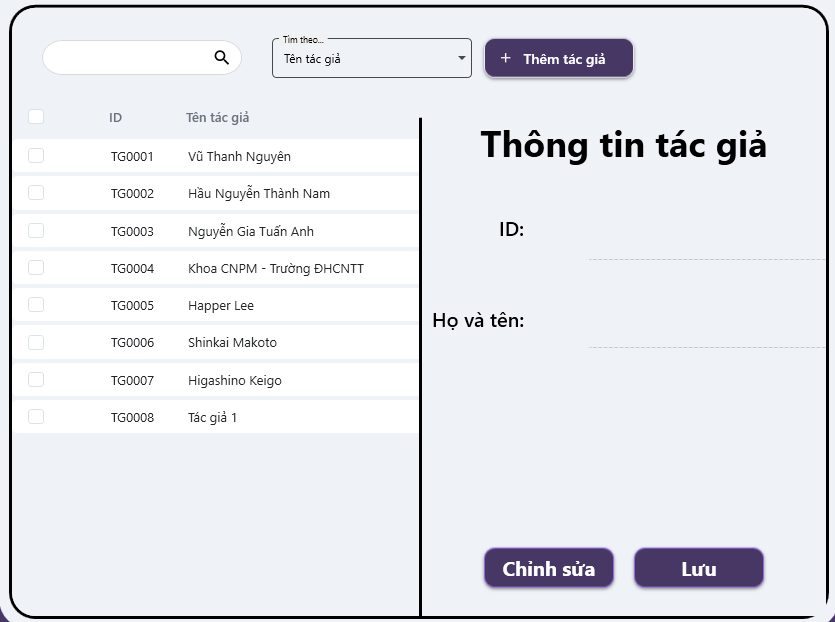 Tìm theo...
Tên tác giả
+ Thêm tác giả
ID Tên tác giả
TG0001 Vũ Thanh Nguyên
TG0002 Hầu Nguyễn Thành Nam
TG0003 Nguyễn Gia Tuấn Anh
TG0004 Khoa CNPM - Trường ĐHCNTT
TG0005 Happer Lee
TG0006 Shinkai Makoto
TG0007 Higashino Keigo
TG0008 Tác giả 1
Thông tin tác giả
ID:
Họ và tên:
Chỉnh sửa
Lưu